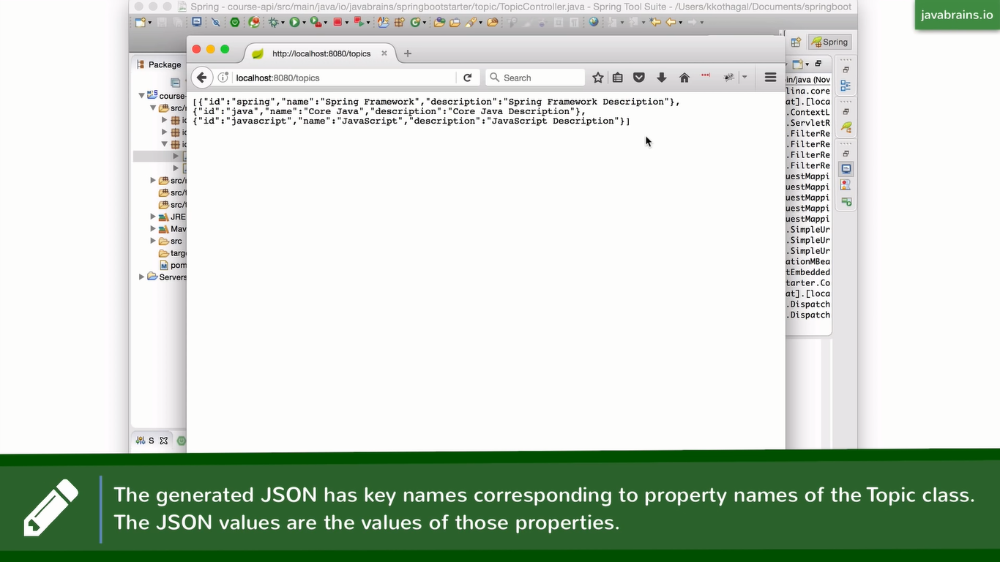 Spring - course-api/src/main/java/io/javabrains/springbootstarter/topic/TopicController.java - Spring Tool Suite - /Users/kkothagal/Documents/springboot
javabrains.io
Spring
Package
http://localhost:8080/topics
localhost:8080/topics
Search
[{"id":"spring","name":"Spring Framework","description":"Spring Framework Description"},
{"id":"java","name":"Core Java","description":"Core Java Description"},
{"id":"javascript","name":"JavaScript","description":"JavaScript Description"}]
course-
src/
src/
src/
src/
JRE
Mav
src
targ
pom
Servers
in/java (Nov
lina.core
at].[loca
.ContextL
.ServletR
.FilterRe
.FilterRe
.FilterRe
.FilterRe
uestMappi
uestMappi
uestMappi
uestMappi
uestMappi
.SimpleUr
.SimpleUr
.SimpleUr
ationMBea
tEmbedded
tarter.Co
at].[loca
.Dispatch
.Dispatch
S
The generated JSON has key names corresponding to property names of the Topic class.
The JSON values are the values of those properties.